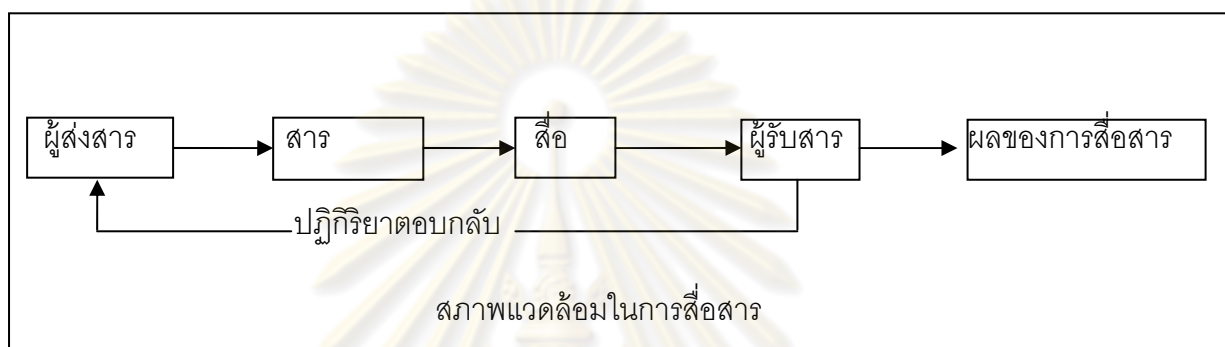 ผู้ส่งสาร สาร สื่อ ผู้รับสาร ผลของการสื่อสาร
ปฏิกิริยาตอบกลับ
สภาพแวดล้อมในการสื่อสาร